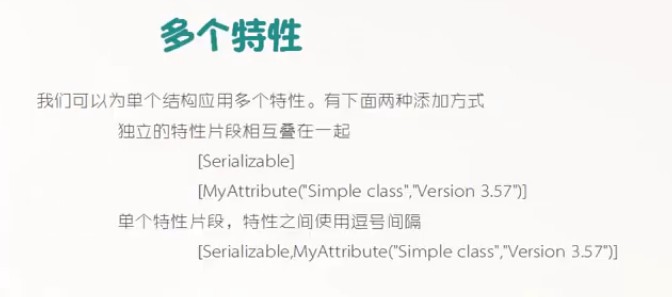 多个特性
我们可以为单个结构应用多个特性。有下面两种添加方式
独立的特性片段相互叠在一起
[Serializable]
[MyAttribute("Simple class","Version 3.57")]
单个特性片段，特性之间使用逗号间隔
[Serializable,MyAttribute("Simple class","Version 3.57")]